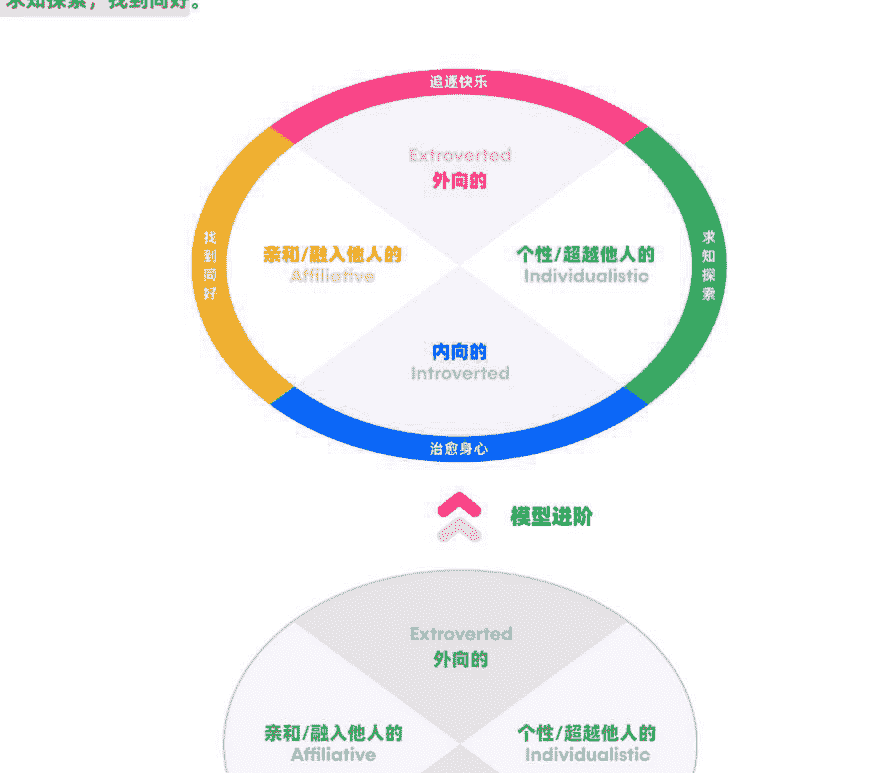 求知探索，找到同好。
追逐快乐
Extroverted
外向的
找到同好
亲和/融入他人的
Affiliative
个性/超越他人的
Individualistic
求知探索
内向的
Introverted
治愈身心
模型进阶
Extroverted
外向的
亲和/融入他人的
Affiliative
个性/超越他人的
Individualistic